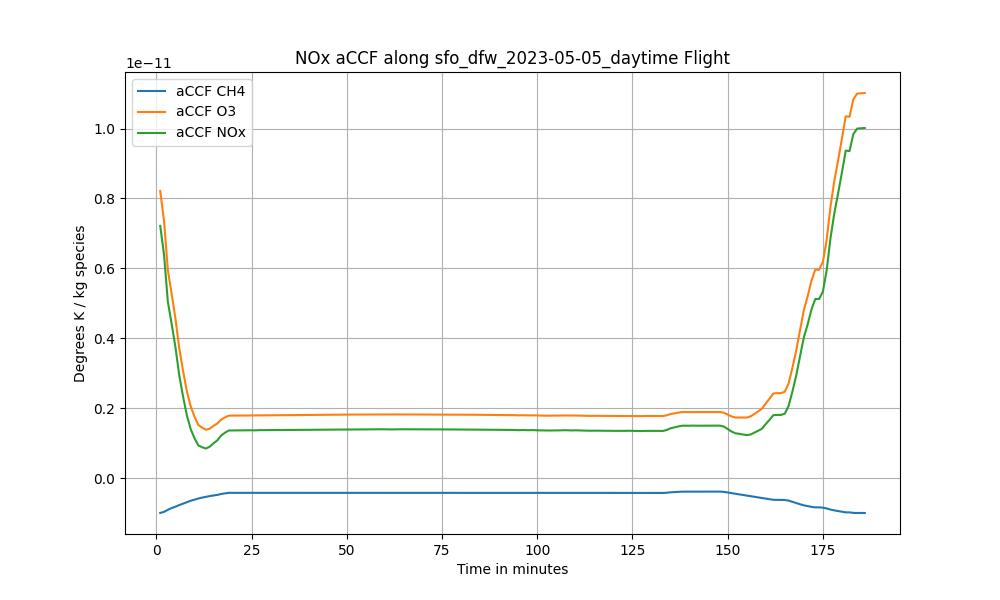 NOx aCCF along sfo_dfw_2023-05-05_daytime Flight
1e−11
aCCF CH4
aCCF O3
aCCF NOx
1.0
0.8
0.6
0.4
0.2
0.0
Degrees K / kg species
0 25 50 75 100 125 150 175
Time in minutes